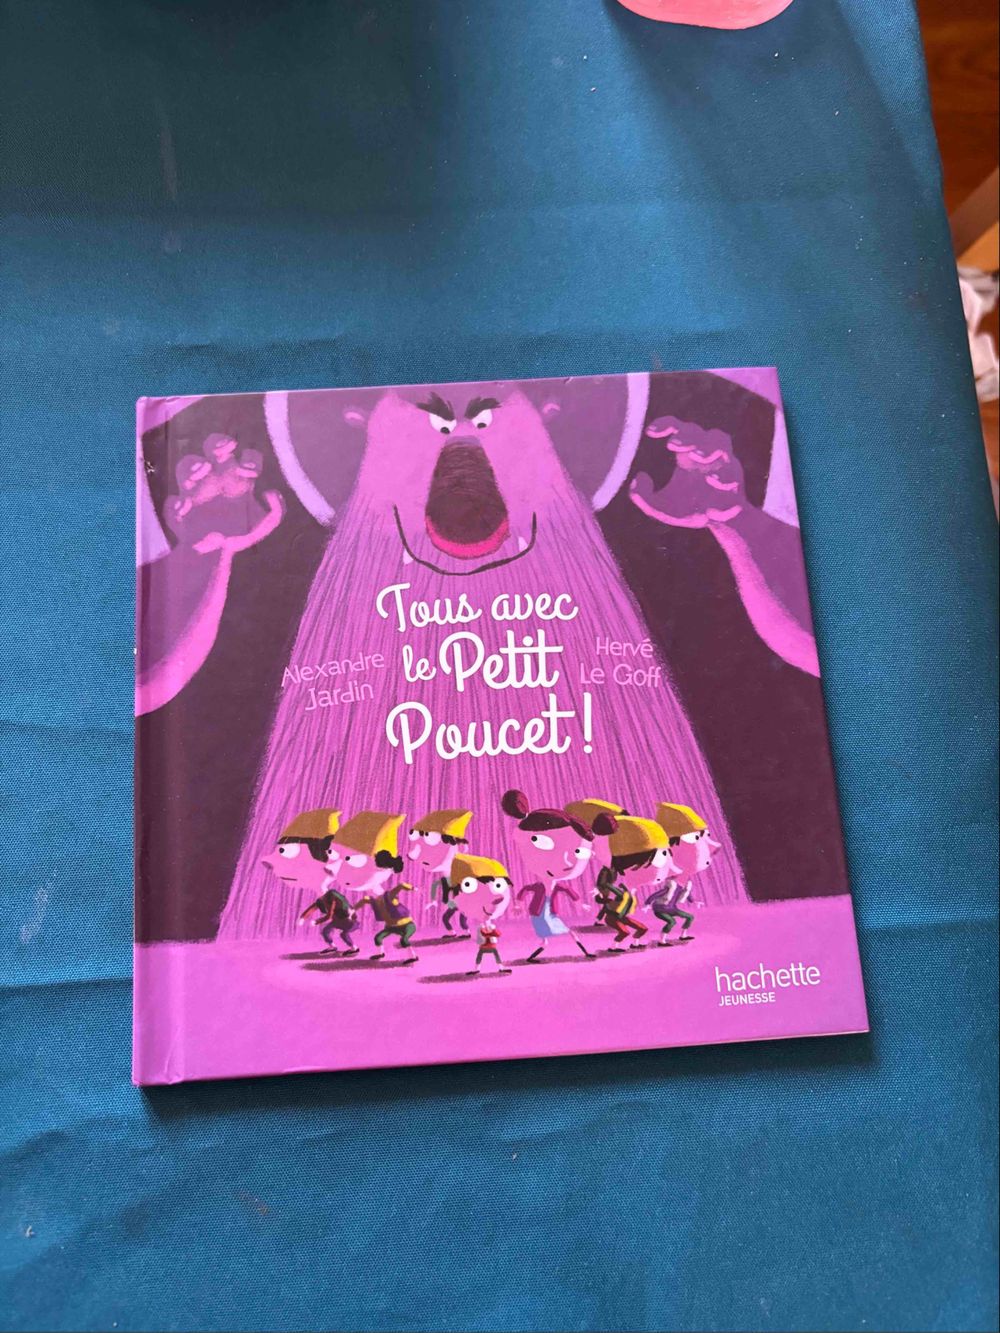 Tous avec
le Petit
Poucet !
Alexandre
Jardin
Hervé
Le Goff
hachette
JEUNESSE